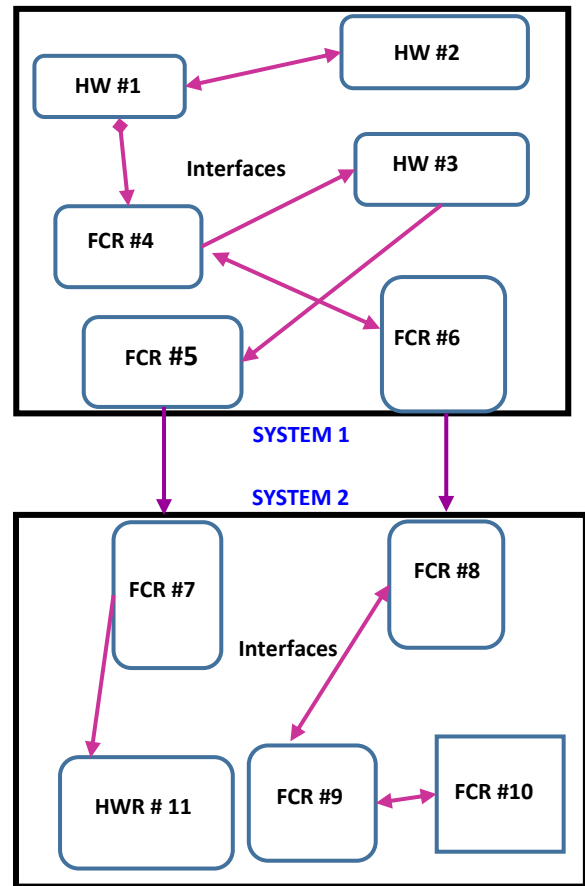 HW #2
HW #1
HW #3
Interfaces
FCR #4
FCR #5
FCR #6
SYSTEM 1
SYSTEM 2
FCR #7
FCR #8
Interfaces
HWR # 11
FCR #9
FCR #10